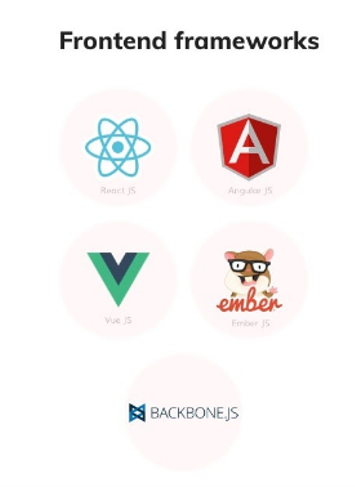 Frontend frameworks
React JS
Angular JS
Vue JS
ember
Ember JS
BACKBONE.JS